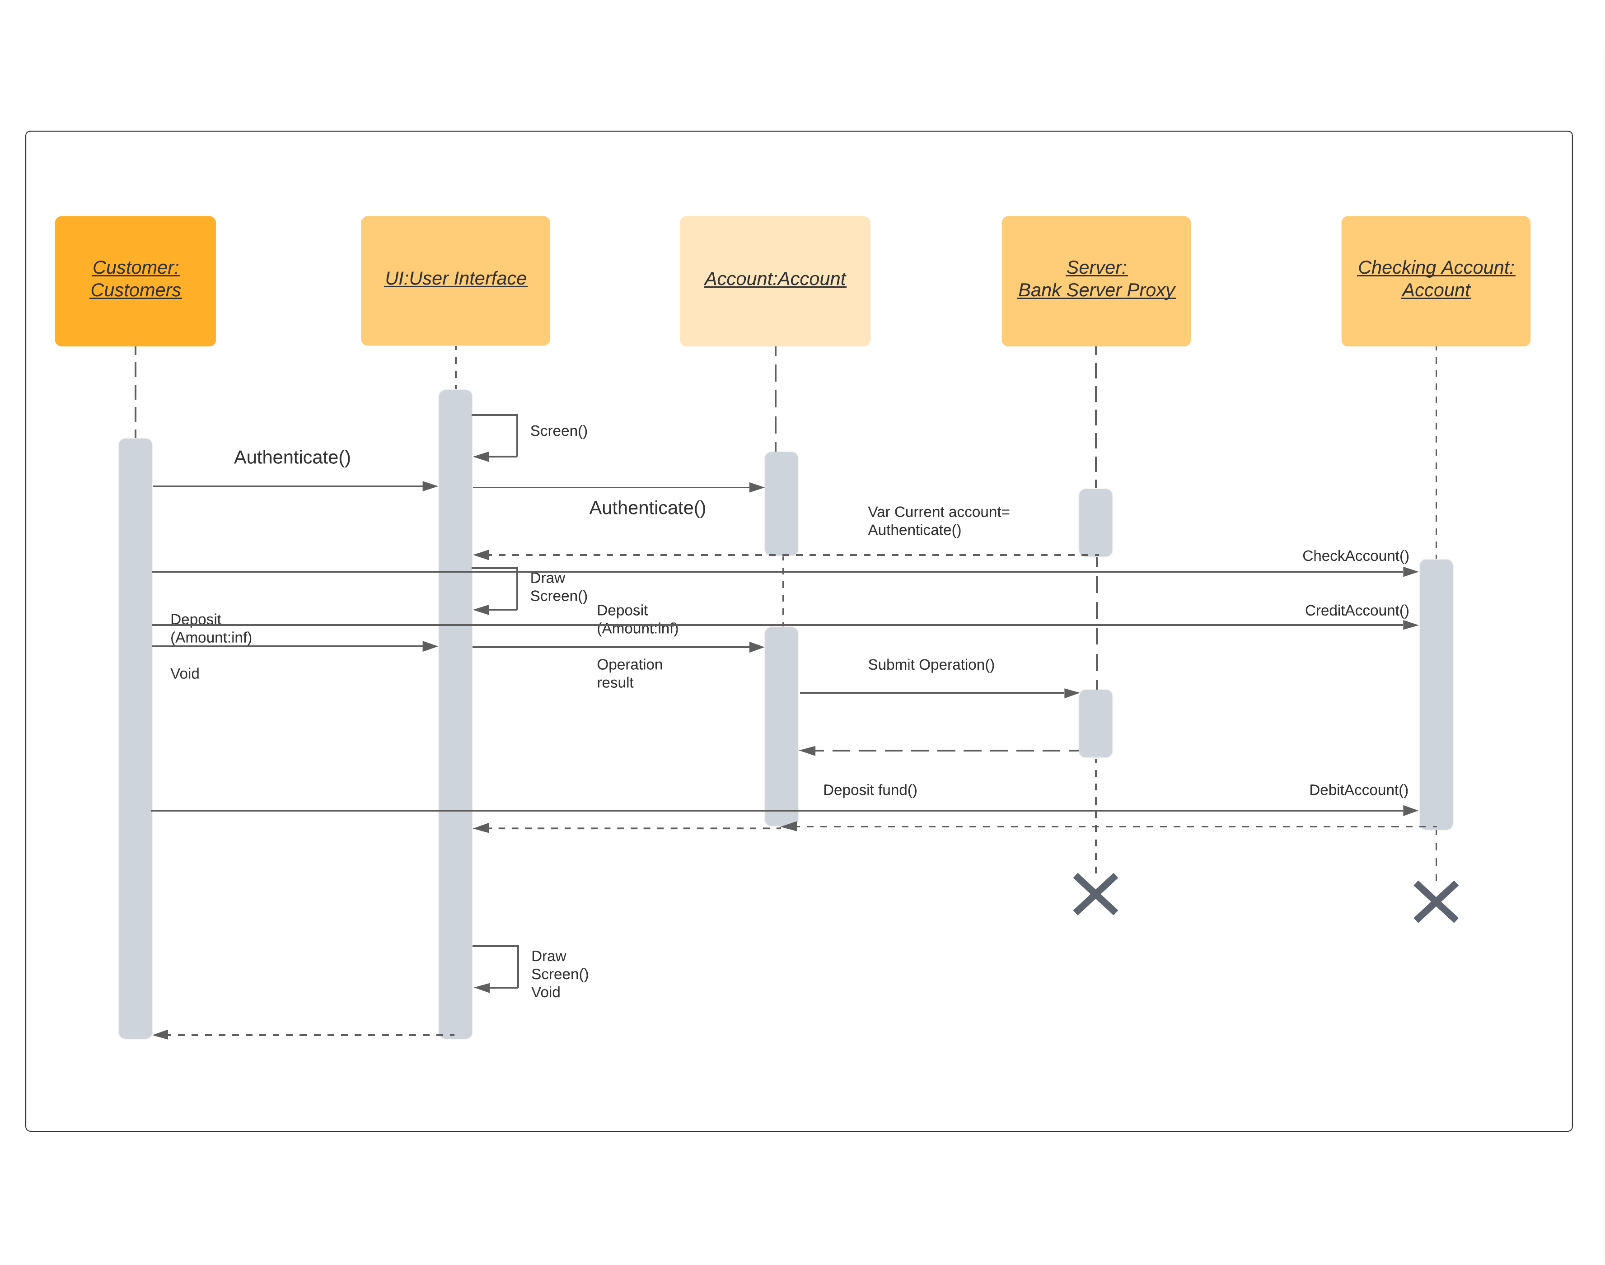 Customer:
Customers
UI:User Interface
Account:Account
Server:
Bank Server Proxy
Checking Account:
Account
Screen()
Authenticate()
Authenticate()
Var Current account=
Authenticate()
CheckAccount()
Draw
Screen()
Deposit
(Amount:inf)
CreditAccount()
Deposit
(Amount:inf)
Void
Operation
result
Submit Operation()
Deposit fund()
DebitAccount()
Draw
Screen()
Void